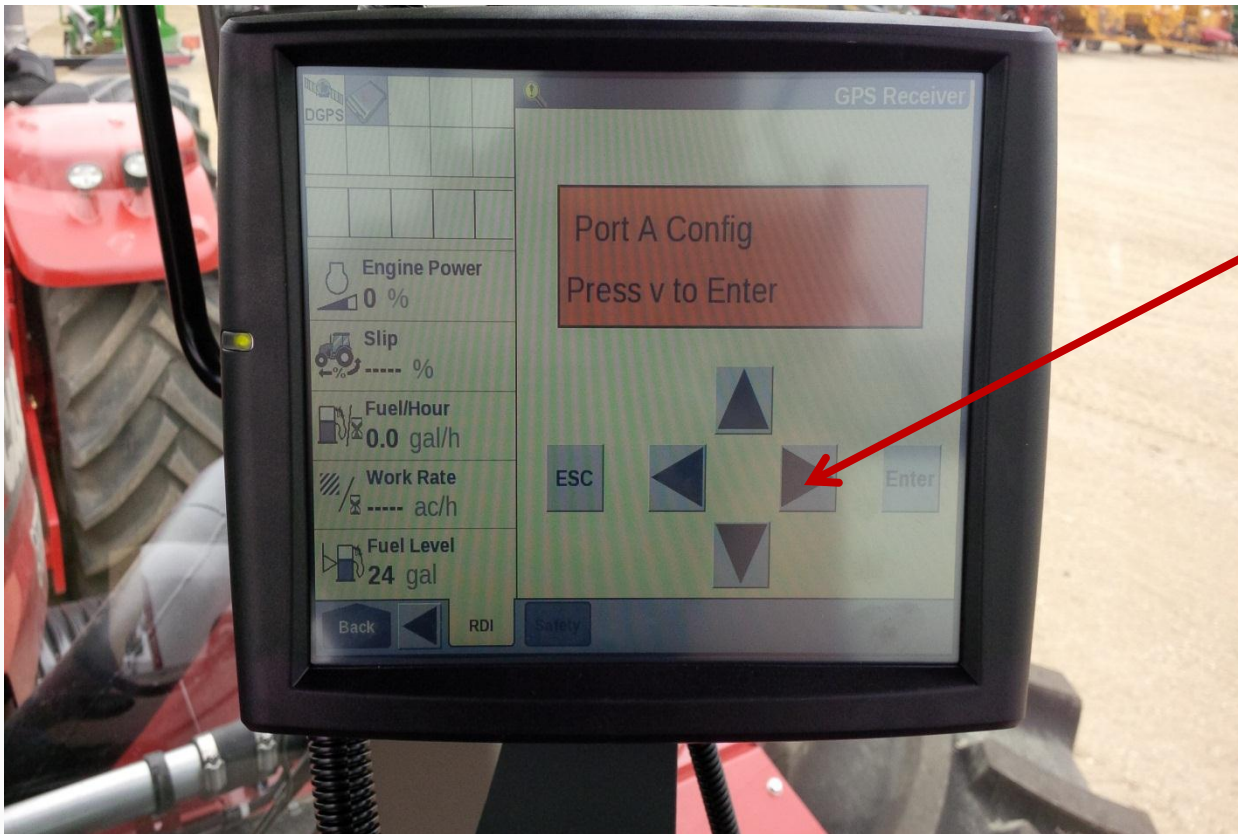 DGPS
GPS Receiver
Port A Config
Press v to Enter
Engine Power
0 %
Slip
----- %
Fuel/Hour
0.0 gal/h
Work Rate
----- ac/h
Fuel Level
24 gal
ESC
Enter
Back
RDI
Safety